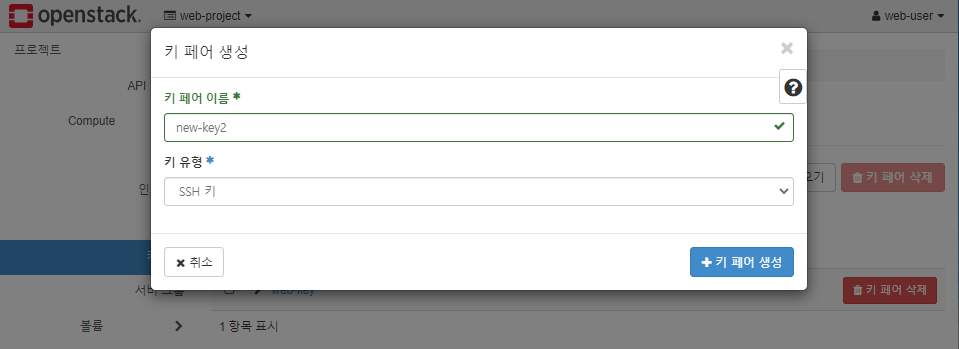 openstack.
web-project
web-user
프로젝트
키 페어 생성
API
키 페어 이름 *
Compute
new-key2
키 유형 *
키 페어 삭제
SSH 키
취소
키 페어 생성
web-key
키 페어 삭제
볼륨
1 항목 표시